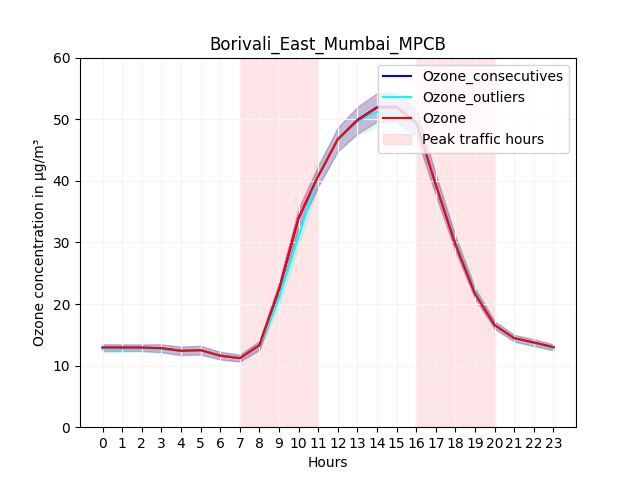 Borivali_East_Mumbai_MPCB
Ozone_consecutives
Ozone_outliers
Ozone
Peak traffic hours
Ozone concentration in µg/m³
60
50
40
30
20
10
0
0 1 2 3 4 5 6 7 8 9 10 11 12 13 14 15 16 17 18 19 20 21 22 23
Hours